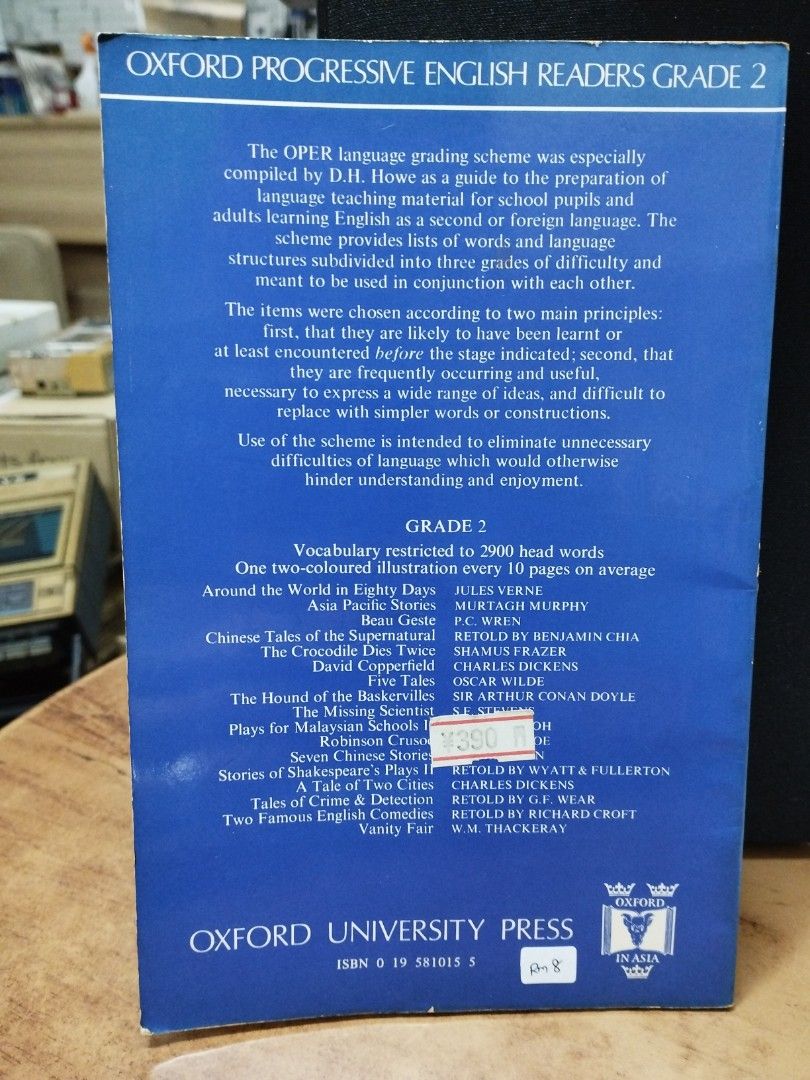 OXFORD PROGRESSIVE ENGLISH READERS GRADE 2
The OPER language grading scheme was especially
compiled by D.H. Howe as a guide to the preparation of
language teaching material for school pupils and
adults learning English as a second or foreign language. The
scheme provides lists of words and language
structures subdivided into three grades of difficulty and
meant to be used in conjunction with each other.
The items were chosen according to two main principles:
first, that they are likely to have been learnt or
at least encountered before the stage indicated; second, that
they are frequently occurring and useful,
necessary to express a wide range of ideas, and difficult to
replace with simpler words or constructions.
Use of the scheme is intended to eliminate unnecessary
difficulties of language which would otherwise
hinder understanding and enjoyment.
GRADE 2
Vocabulary restricted to 2900 head words
One two-coloured illustration every 10 pages on average
Around the World in Eighty Days JULES VERNE
Asia Pacific Stories MURTAGH MURPHY
Beau Geste P.C. WREN
Chinese Tales of the Supernatural RETOLD BY BENJAMIN CHIA
The Crocodile Dies Twice SHAMUS FRAZER
David Copperfield CHARLES DICKENS
Five Tales OSCAR WILDE
The Hound of the Baskervilles SIR ARTHUR CONAN DOYLE
The Missing Scientist S.E. STEVENS
Plays for Malaysian Schools
Robinson Crusoe
Seven Chinese Stories
¥390
Stories of Shakespeare's Plays II RETOLD BY WYATT & FULLERTON
A Tale of Two Cities CHARLES DICKENS
Tales of Crime & Detection RETOLD BY G.F. WEAR
Two Famous English Comedies RETOLD BY RICHARD CROFT
Vanity Fair W.M. THACKERAY
OXFORD UNIVERSITY PRESS
ISBN 0 19 581015 5
Rm 8
OXFORD
IN ASIA